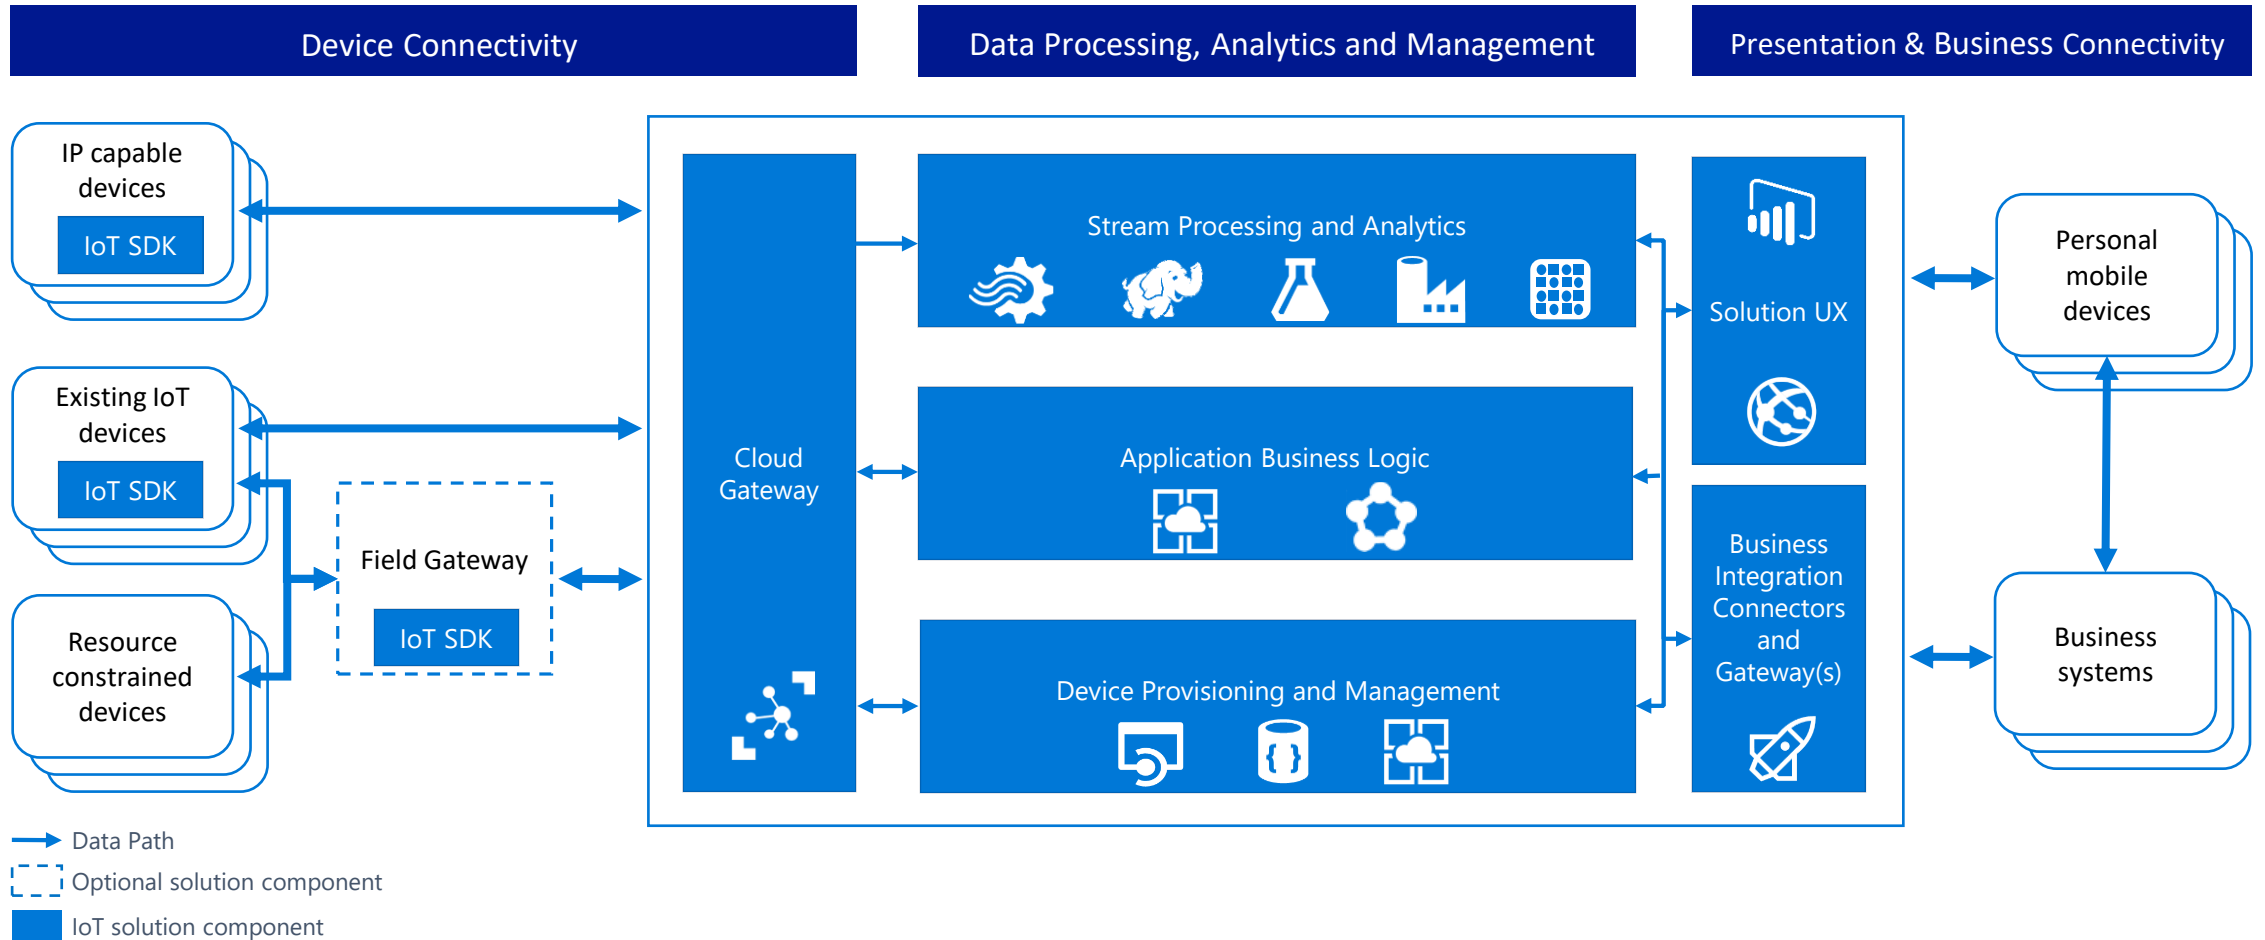 Device Connectivity
Data Processing, Analytics and Management
Presentation & Business Connectivity
IP capable
devices
IoT SDK
Existing IoT
devices
IoT SDK
Resource
constrained
devices
Field Gateway
IoT SDK
Cloud
Gateway
Stream Processing and Analytics
Application Business Logic
Device Provisioning and Management
{ }
Solution UX
Business
Integration
Connectors
and
Gateway(s)
Personal
mobile
devices
Business
systems
Data Path
Optional solution component
IoT solution component